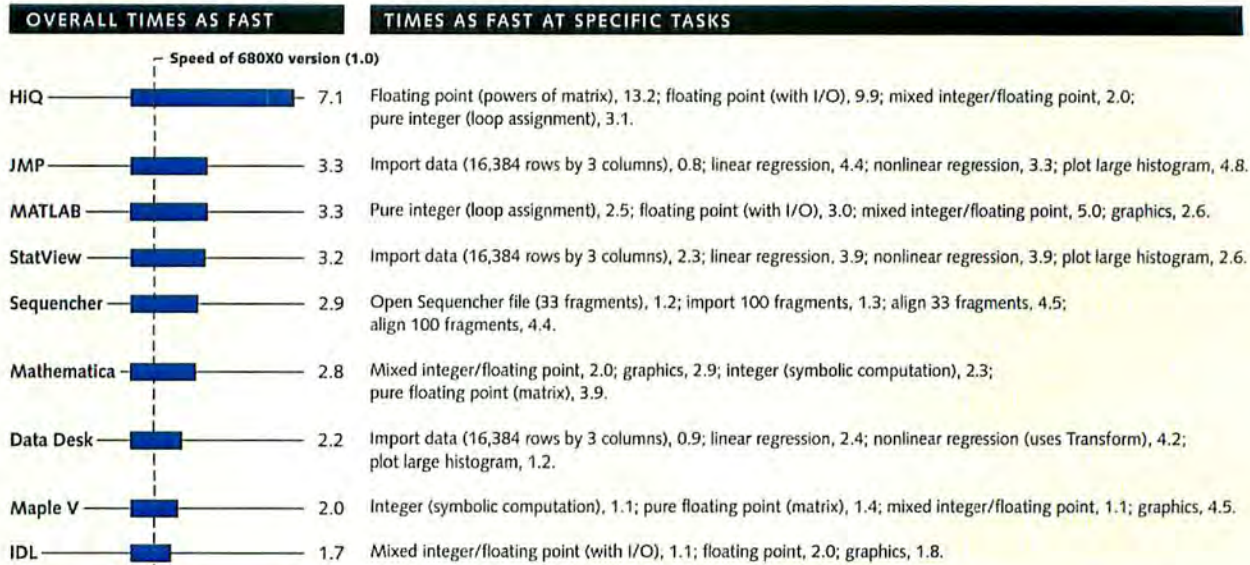 OVERALL TIMES AS FAST
TIMES AS FAST AT SPECIFIC TASKS
Speed of 680X0 version (1.0)
HiQ 7.1 Floating point (powers of matrix), 13.2; floating point (with I/O), 9.9; mixed integer/floating point, 2.0;
pure integer (loop assignment), 3.1.
JMP 3.3 Import data (16,384 rows by 3 columns), 0.8; linear regression, 4.4; nonlinear regression, 3.3; plot large histogram, 4.8.
MATLAB 3.3 Pure integer (loop assignment), 2.5; floating point (with I/O), 3.0; mixed integer/floating point, 5.0; graphics, 2.6.
StatView 3.2 Import data (16,384 rows by 3 columns), 2.3; linear regression, 3.9; nonlinear regression, 3.9; plot large histogram, 2.6.
Sequencher 2.9 Open Sequencher file (33 fragments), 1.2; import 100 fragments, 1.3; align 33 fragments, 4.5;
align 100 fragments, 4.4.
Mathematica 2.8 Mixed integer/floating point, 2.0; graphics, 2.9; integer (symbolic computation), 2.3;
pure floating point (matrix), 3.9.
Data Desk 2.2 Import data (16,384 rows by 3 columns), 0.9; linear regression, 2.4; nonlinear regression (uses Transform), 4.2;
plot large histogram, 1.2.
Maple V 2.0 Integer (symbolic computation), 1.1; pure floating point (matrix), 1.4; mixed integer/floating point, 1.1; graphics, 4.5.
IDL 1.7 Mixed integer/floating point (with I/O), 1.1; floating point, 2.0; graphics, 1.8.